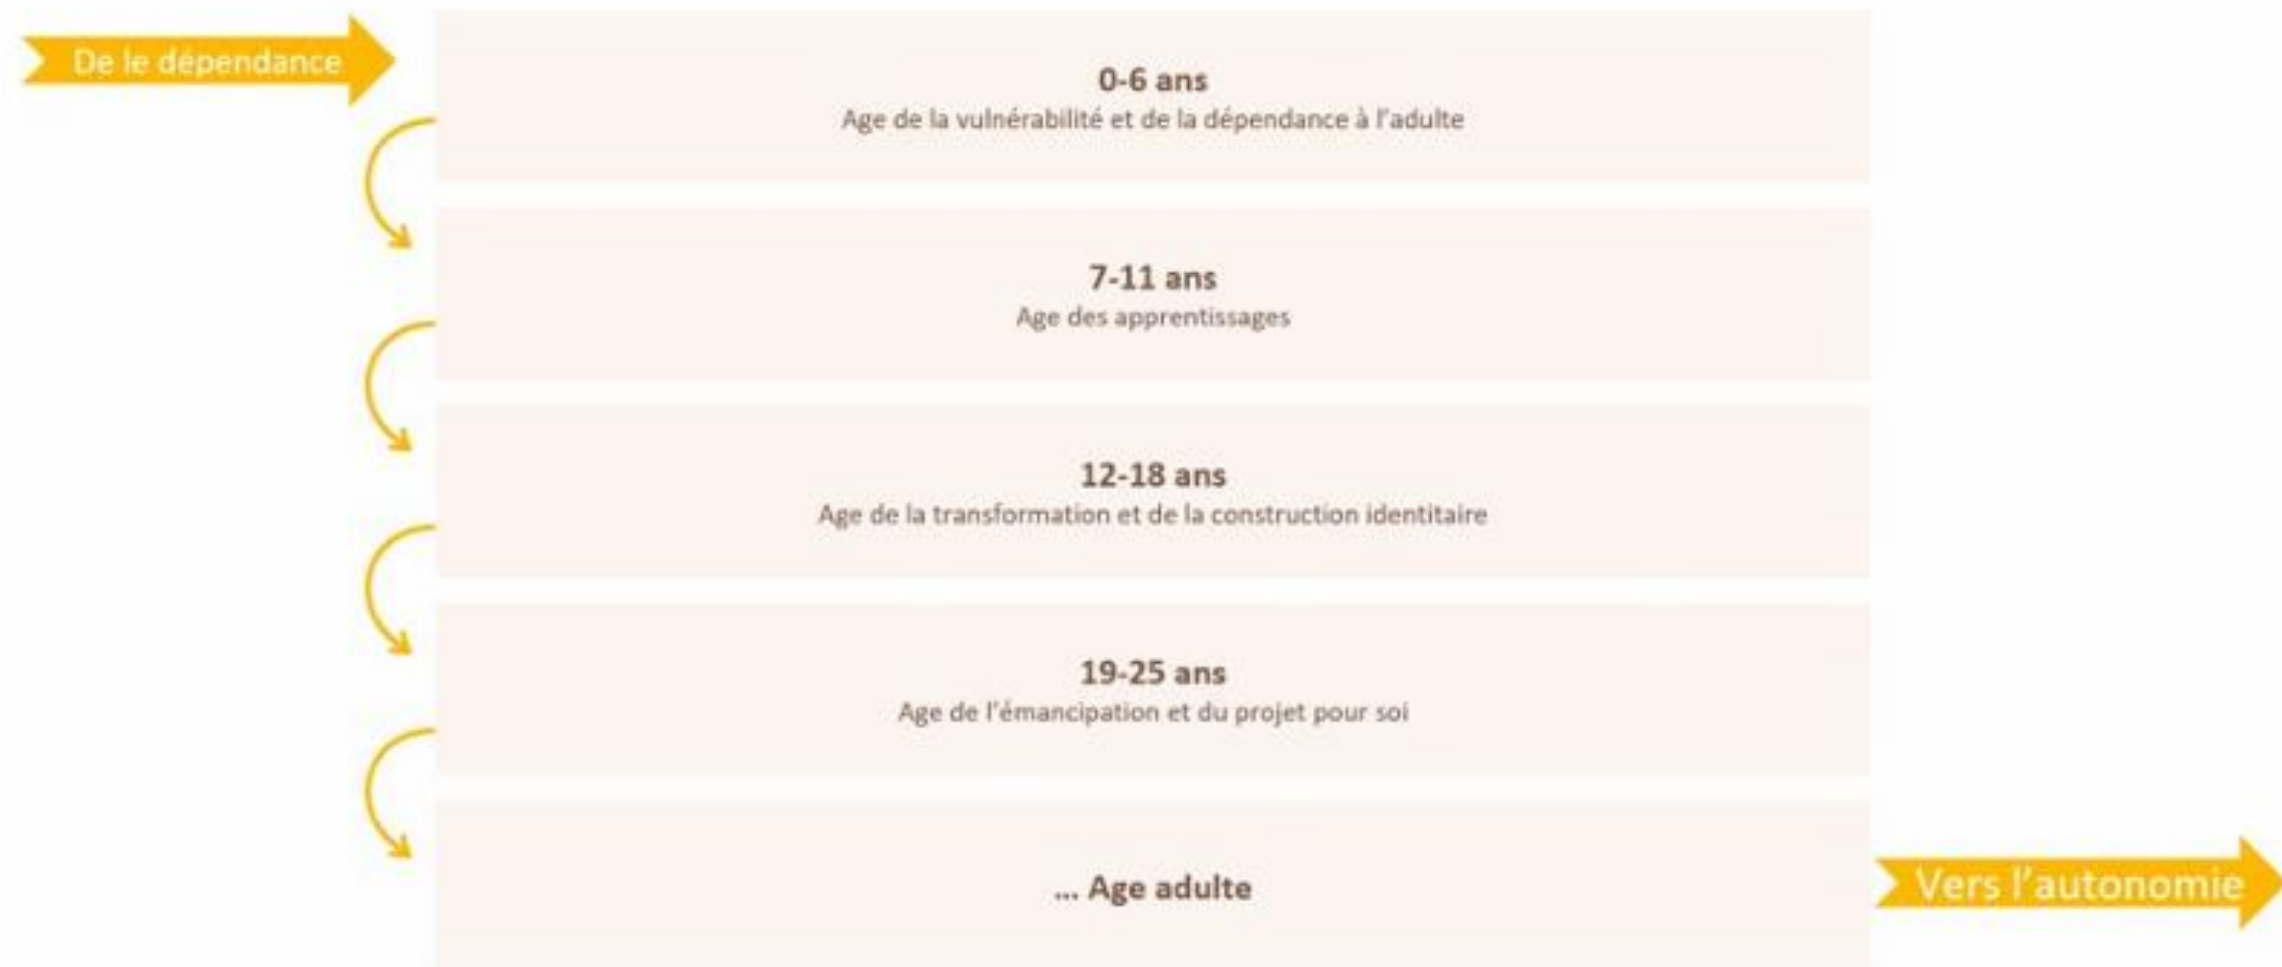 De le dépendance
0-6 ans
Age de la vulnérabilité et de la dépendance à l'adulte
7-11 ans
Age des apprentissages
12-18 ans
Age de la transformation et de la construction identitaire
19-25 ans
Age de l'émancipation et du projet pour soi
... Age adulte
Vers l'autonomie